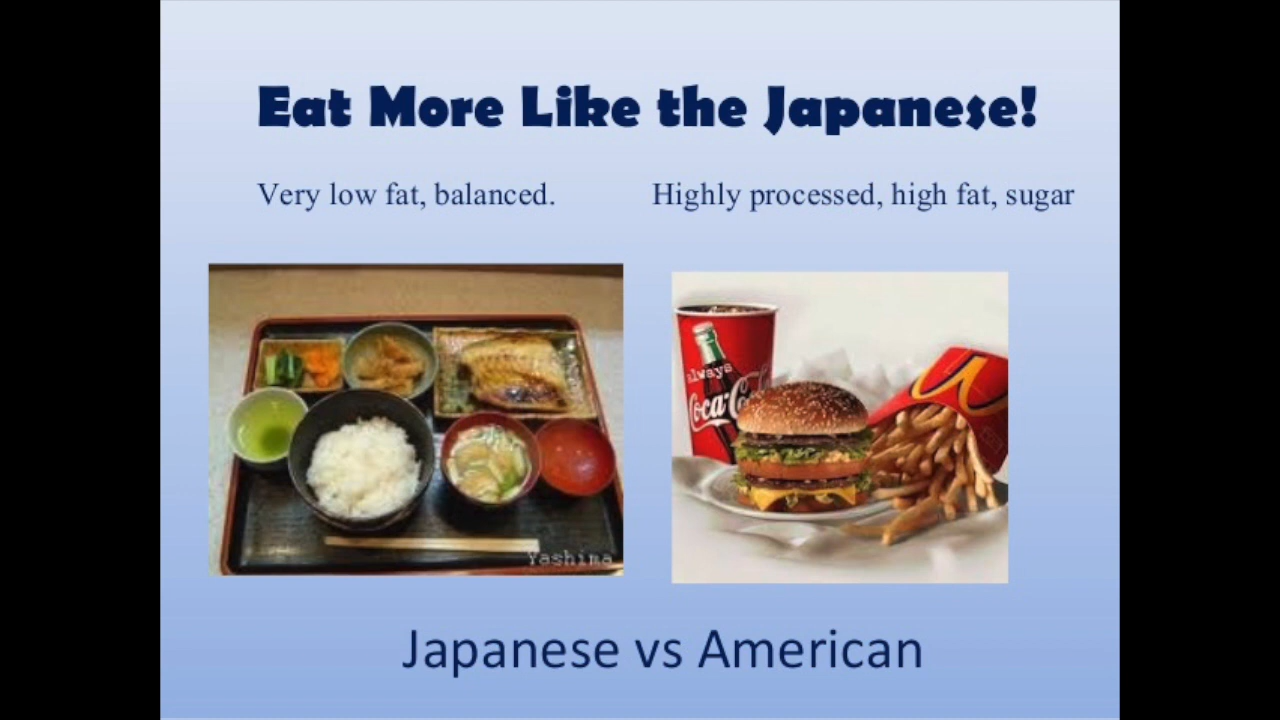 Eat More Like the Japanese!
Very low fat, balanced.
Highly processed, high fat, sugar
Yashima
always
Coca-Co
Japanese vs American